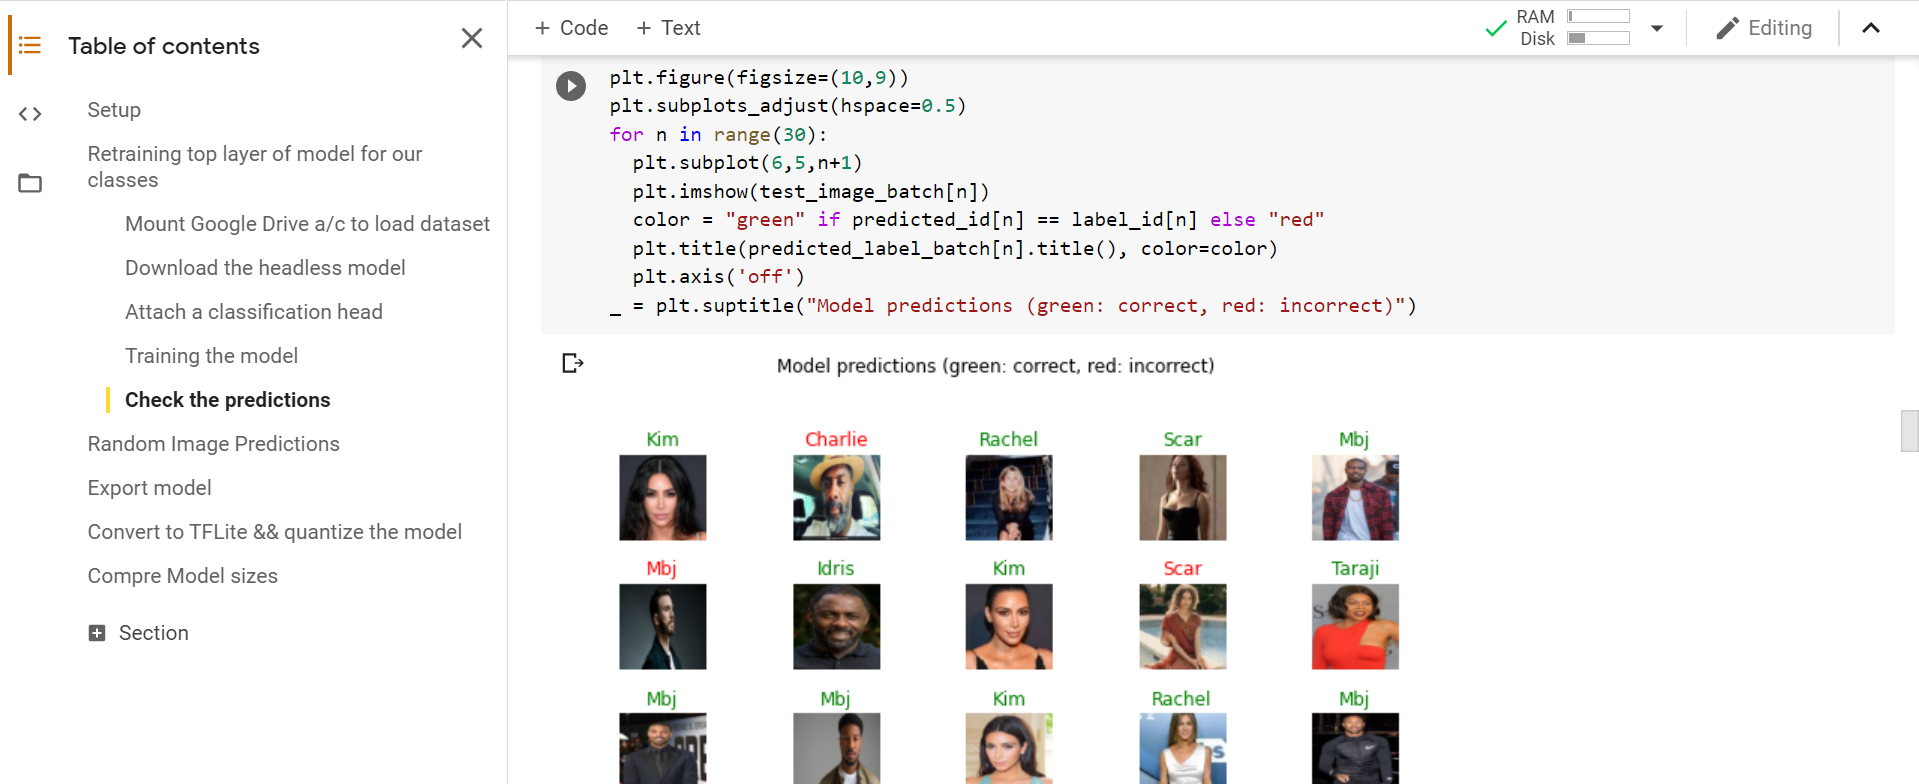 Table of contents
Setup
Retraining top layer of model for our
classes
Mount Google Drive a/c to load dataset
Download the headless model
Attach a classification head
Training the model
Check the predictions
Random Image Predictions
Export model
Convert to TFLite && quantize the model
Compre Model sizes
Section
+ Code + Text
RAM
Disk
Editing
plt.figure(figsize=(10,9))
plt.subplots_adjust(hspace=0.5)
for n in range(30):
  plt.subplot(6,5,n+1)
  plt.imshow(test_image_batch[n])
  color = "green" if predicted_id[n] == label_id[n] else "red"
  plt.title(predicted_label_batch[n].title(), color=color)
  plt.axis('off')
_ = plt.suptitle("Model predictions (green: correct, red: incorrect)")
Model predictions (green: correct, red: incorrect)
Kim Charlie Rachel Scar Mbj
Mbj Idris Kim Scar Taraji
Mbj Mbj Kim Rachel Mbj